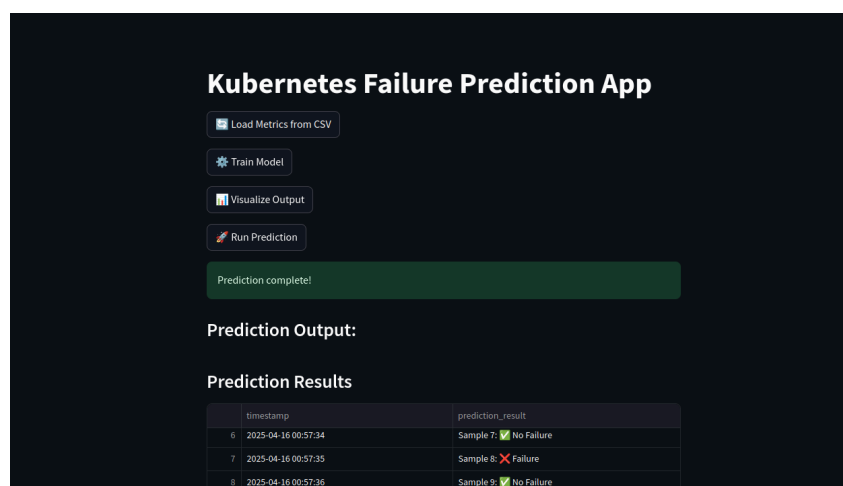 Kubernetes Failure Prediction App
🔄 Load Metrics from CSV
⚙️ Train Model
📊 Visualize Output
🚀 Run Prediction
Prediction complete!
Prediction Output:
Prediction Results
timestamp prediction_result
6 2025-04-16 00:57:34 Sample 7: ✅ No Failure
7 2025-04-16 00:57:35 Sample 8: ❌ Failure
8 2025-04-16 00:57:36 Sample 9: ✅ No Failure